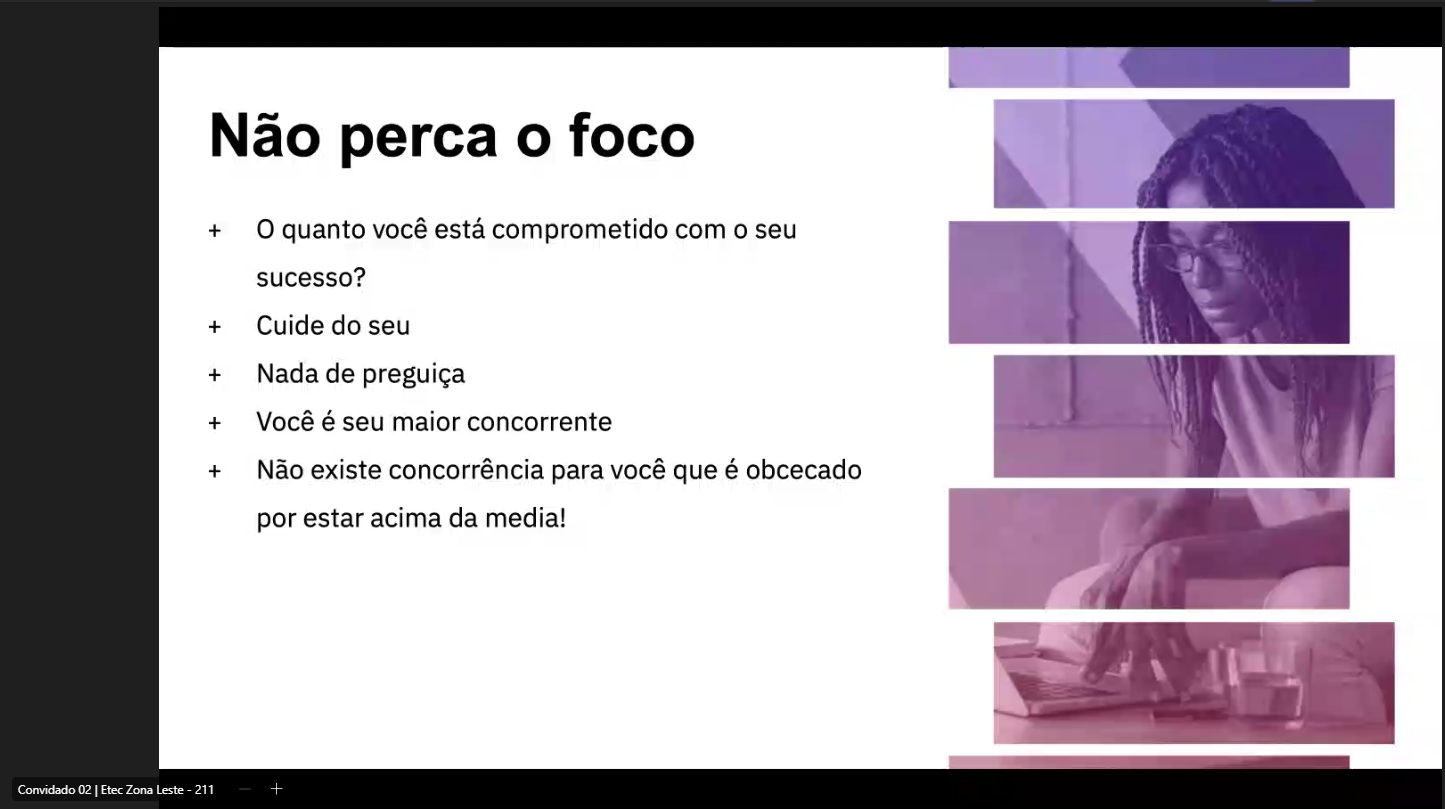 Não perca o foco
+ O quanto você está comprometido com o seu
sucesso?
+ Cuide do seu
+ Nada de preguiça
+ Você é seu maior concorrente
+ Não existe concorrência para você que é obcecado
por estar acima da media!
Convidado 02 | Etec Zona Leste - 211